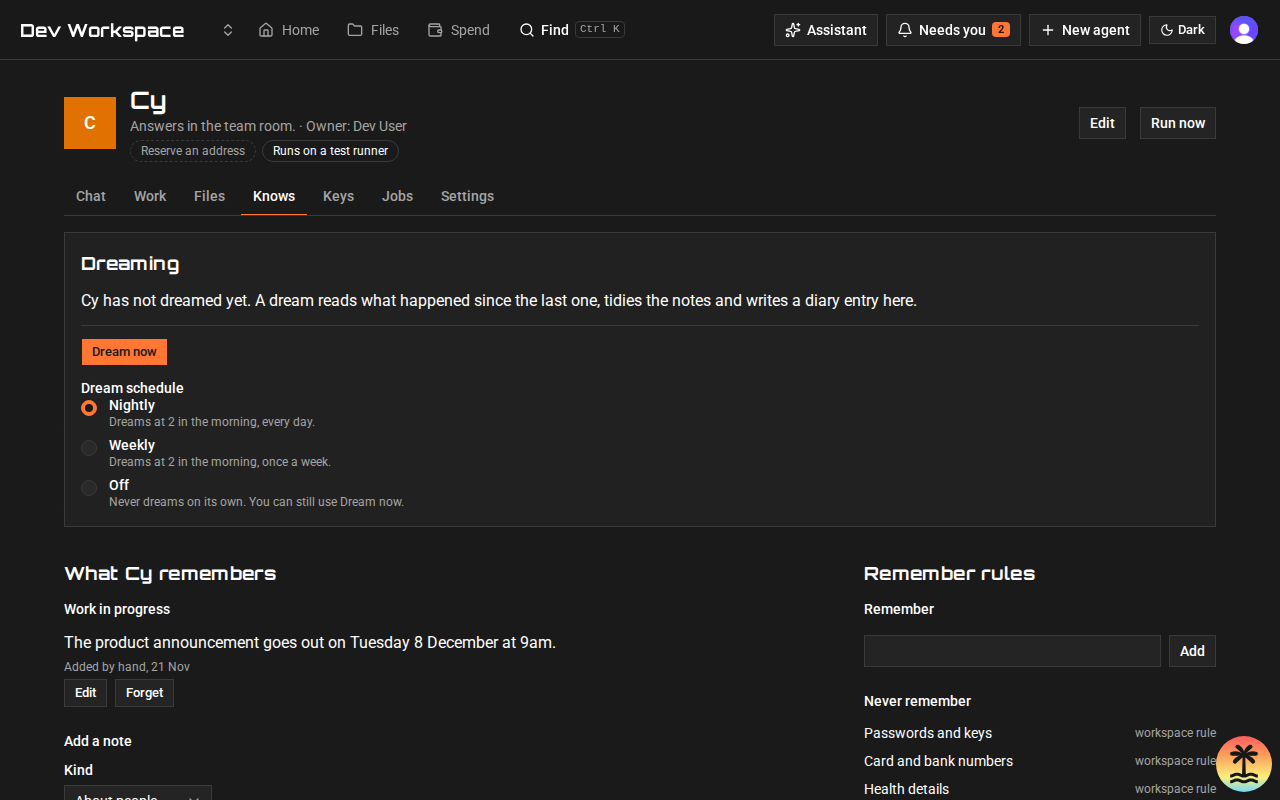 Dev Workspace
Home
Files
Spend
Find Ctrl K
Assistant
Needs you 2
New agent
Dark
C
Cy
Answers in the team room. · Owner: Dev User
Reserve an address
Runs on a test runner
Edit
Run now
Chat
Work
Files
Knows
Keys
Jobs
Settings
Dreaming
Cy has not dreamed yet. A dream reads what happened since the last one, tidies the notes and writes a diary entry here.
Dream now
Dream schedule
Nightly
Dreams at 2 in the morning, every day.
Weekly
Dreams at 2 in the morning, once a week.
Off
Never dreams on its own. You can still use Dream now.
What Cy remembers
Work in progress
The product announcement goes out on Tuesday 8 December at 9am.
Added by hand, 21 Nov
Edit
Forget
Add a note
Kind
About people
Remember rules
Remember
Add
Never remember
Passwords and keys workspace rule
Card and bank numbers workspace rule
Health details workspace rule